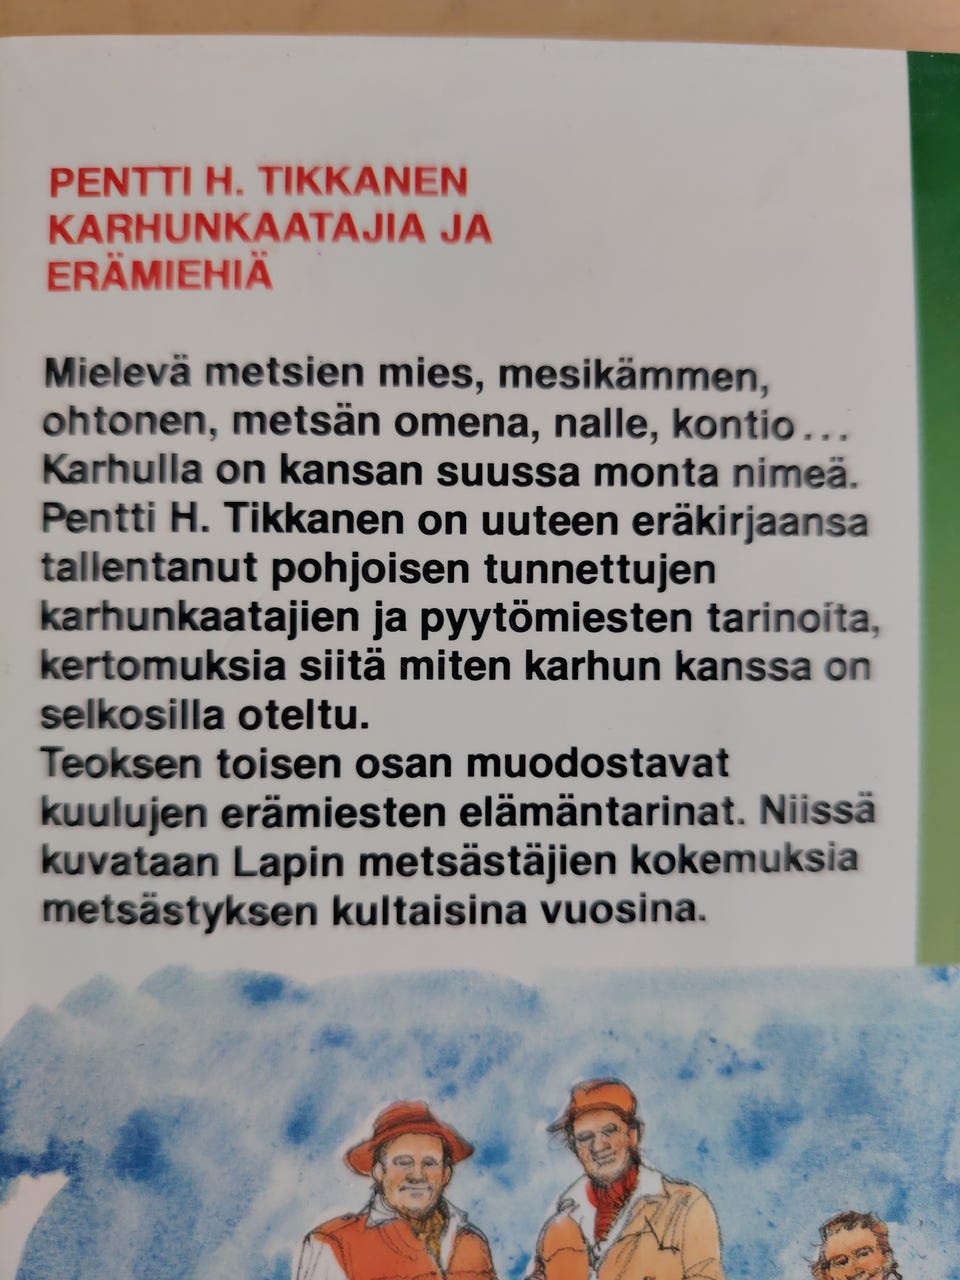 PENTTI H. TIKKANEN
KARHUNKAATAJIA JA
ERÄMIEHIÄ
Mielevä metsien mies, mesikämmen,
ohtonen, metsän omena, nalle, kontio...
Karhulla on kansan suussa monta nimeä.
Pentti H. Tikkanen on uuteen eräkirjaansa
tallentanut pohjoisen tunnettujen
karhunkaatajien ja pyytömiesten tarinoita,
kertomuksia siitä miten karhun kanssa on
selkosilla oteltu.
Teoksen toisen osan muodostavat
kuulujen erämiesten elämäntarinat. Niissä
kuvataan Lapin metsästäjien kokemuksia
metsästyksen kultaisina vuosina.